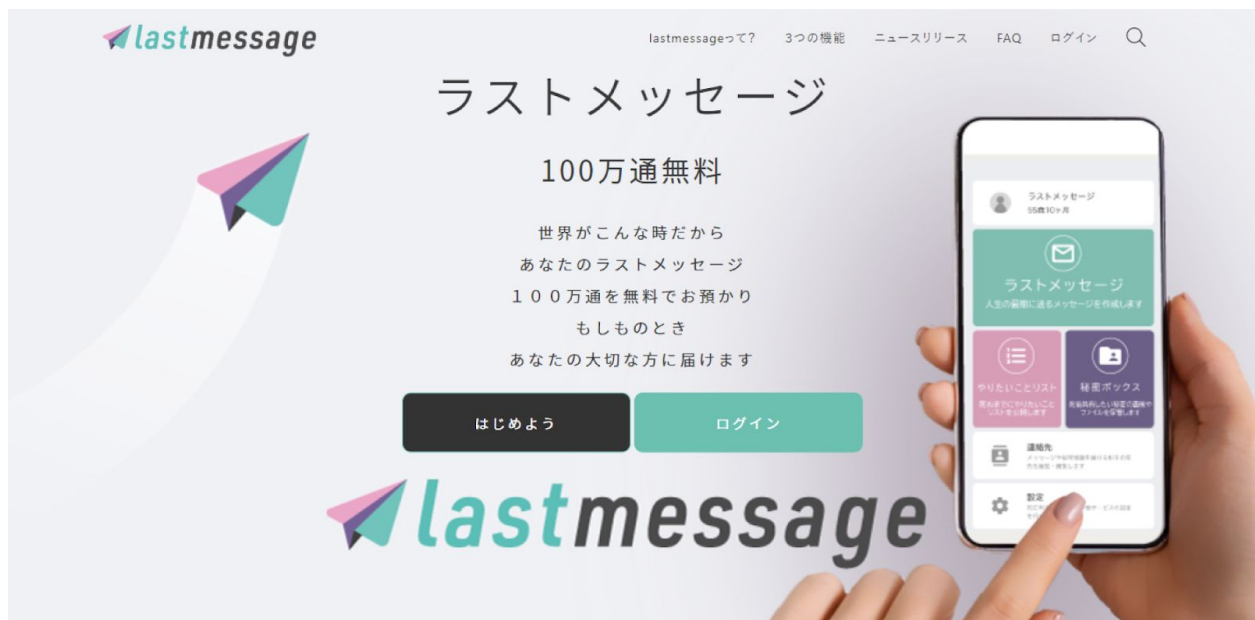 lastmessage
lastmessageって?
3つの機能
ニュースリリース
FAQ
ログイン
ラストメッセージ
100万通無料
世界がこんな時だから
あなたのラストメッセージ
１００万通を無料でお預かり
もしものとき
あなたの大切な方に届けます
はじめよう
ログイン
lastmessage
ラストメッセージ
55歳10ヶ月
ラストメッセージ
人生の最期に送るメッセージを作成します
やりたいことリスト
秘密ボックス
連絡先
設定